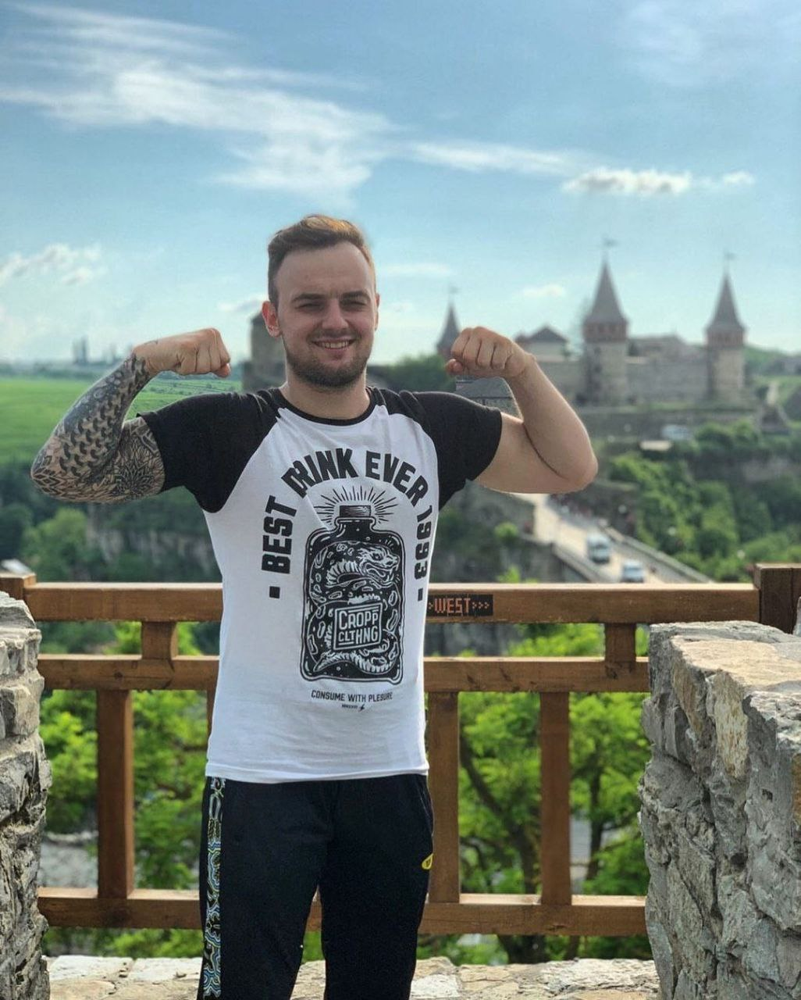 - BEST DRINK EVER 1993 -
CROPP
CLTHNG
CONSUME WITH PLESURE
WEST